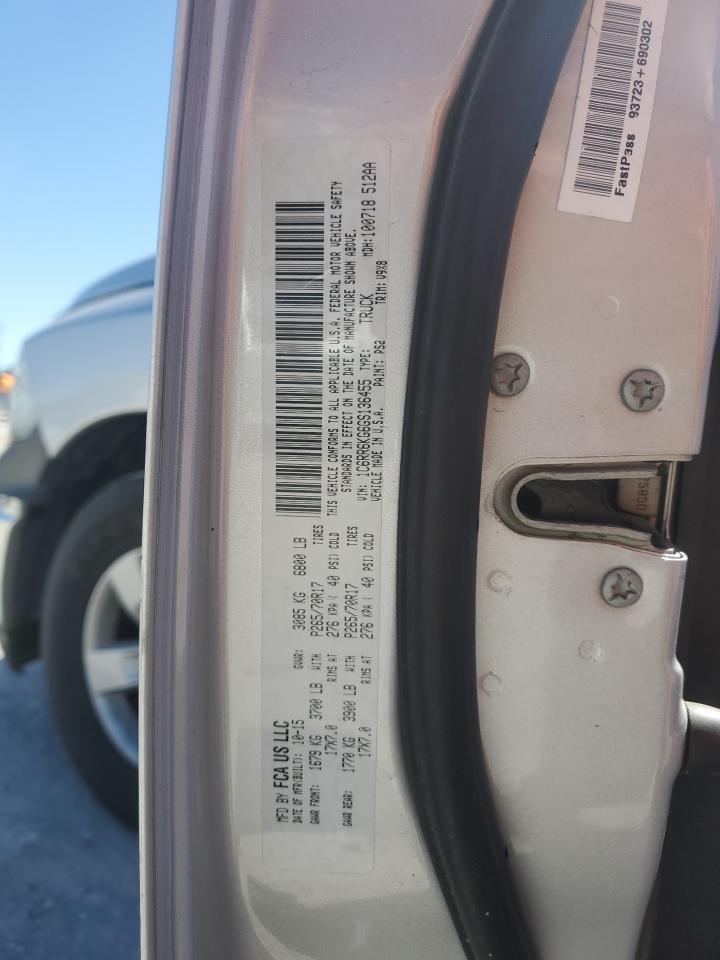 MFD BY FCA US LLC
DATE OF MFR(BUILT): 10-15 GVWR: 3085 KG 6800 LB
GAWR FRONT: 1679 KG 3700 LB WITH P265/70R17 TIRES
17X7.0 RIMS AT 276 KPA ( 40 PSI) COLD
GAWR REAR: 1770 KG 3900 LB WITH P265/70R17 TIRES
17X7.0 RIMS AT 276 KPA ( 40 PSI) COLD
THIS VEHICLE CONFORMS TO ALL APPLICABLE U.S.A. FEDERAL MOTOR VEHICLE SAFETY
STANDARDS IN EFFECT ON THE DATE OF MANUFACTURE SHOWN ABOVE.
VIN: 1C6RR6KG6GS136455 TYPE: TRUCK MDH: 100718 512AA
VEHICLE MADE IN U.S.A. PAINT: PS2 TRIM: V9X8
FastPass 93723+690302